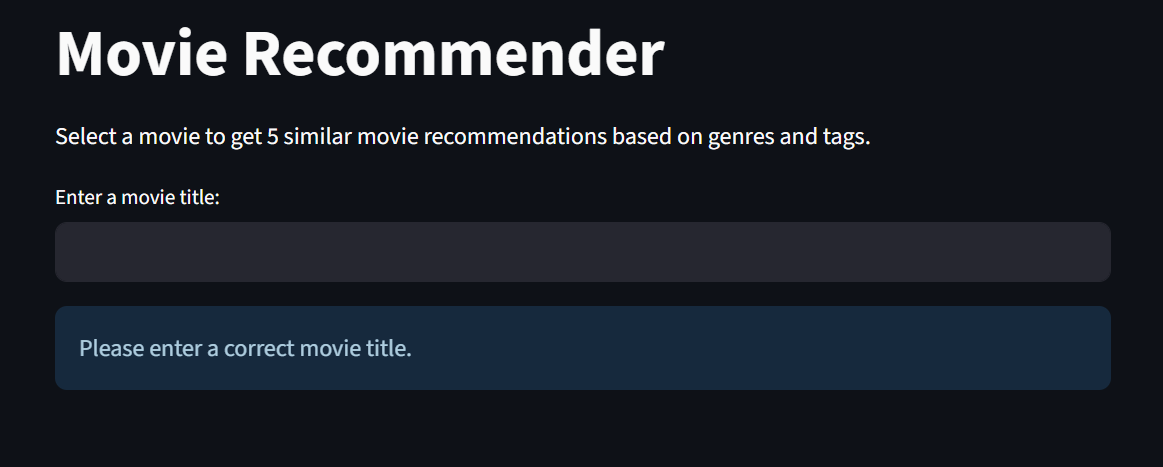 Movie Recommender
Select a movie to get 5 similar movie recommendations based on genres and tags.
Enter a movie title:
Please enter a correct movie title.